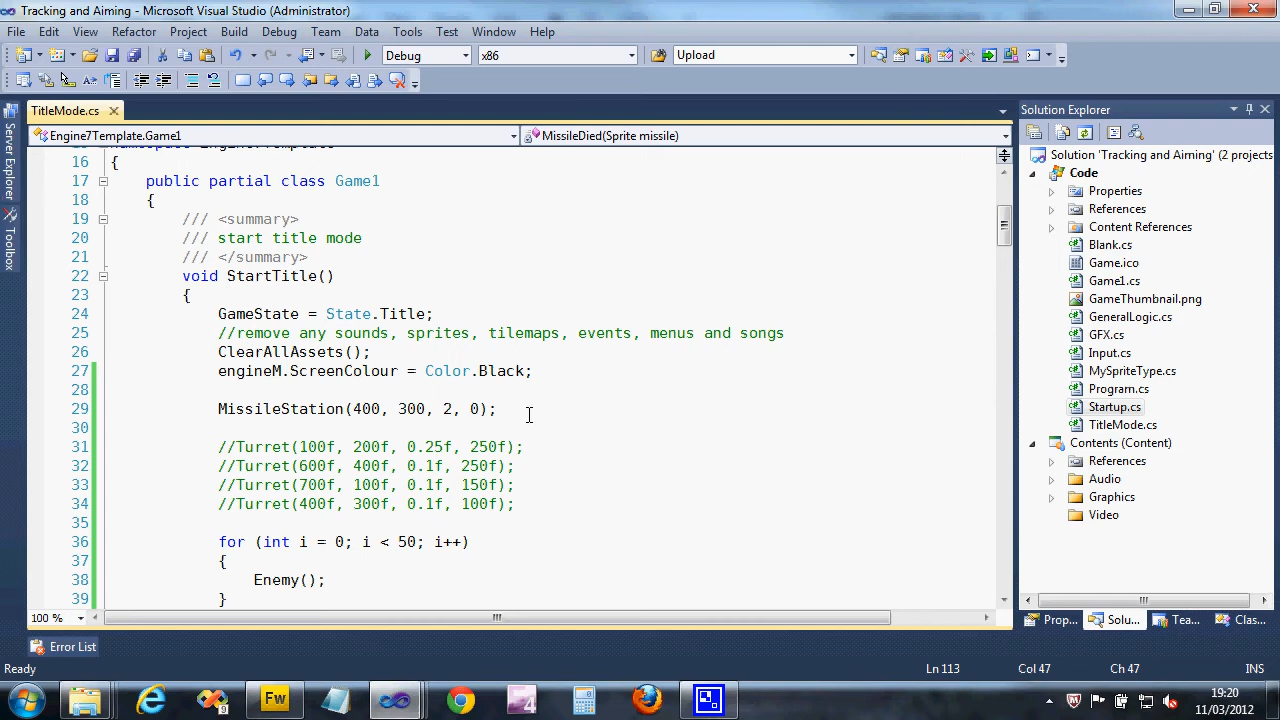 Tracking and Aiming - Microsoft Visual Studio (Administrator)
File Edit View Refactor Project Build Debug Team Data Tools Test Window Help
Debug x86 Upload
TitleMode.cs
Engine7Template.Game1 MissileDied(Sprite missile)
16 {
17 public partial class Game1
18 {
19 /// <summary>
20 /// start title mode
21 /// </summary>
22 void StartTitle()
23 {
24 GameState = State.Title;
25 //remove any sounds, sprites, tilemaps, events, menus and songs
26 ClearAllAssets();
27 engineM.ScreenColour = Color.Black;
28
29 MissileStation(400, 300, 2, 0);
30
31 //Turret(100f, 200f, 0.25f, 250f);
32 //Turret(600f, 400f, 0.1f, 250f);
33 //Turret(700f, 100f, 0.1f, 150f);
34 //Turret(400f, 300f, 0.1f, 100f);
35
36 for (int i = 0; i < 50; i++)
37 {
38 Enemy();
39 }
100 %
Server Explorer
Toolbox
Solution Explorer
Solution 'Tracking and Aiming' (2 projects
Code
Properties
References
Content References
Blank.cs
Game.ico
Game1.cs
GameThumbnail.png
GeneralLogic.cs
GFX.cs
Input.cs
MySpriteType.cs
Program.cs
Startup.cs
TitleMode.cs
Contents (Content)
References
Audio
Graphics
Video
Prop... Solu... Tea... Clas...
Error List
Ready Ln 113 Col 47 Ch 47 INS
Fw 4
19:20
11/03/2012